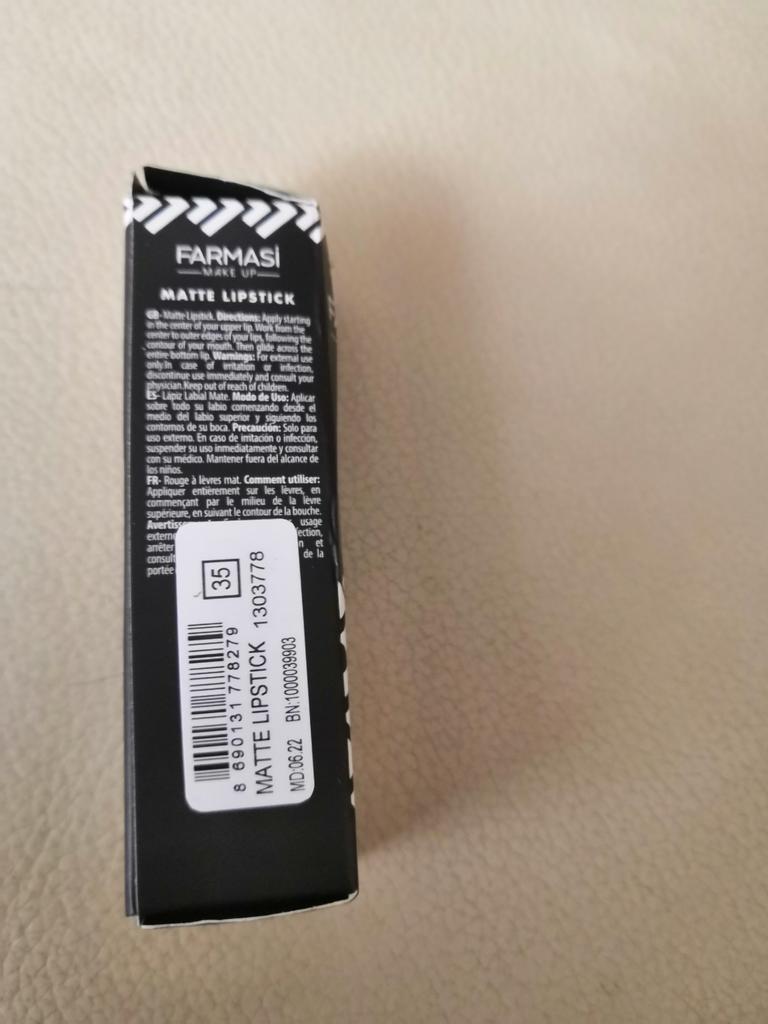 FARMASİ
MAKE UP
MATTE LIPSTICK
GB- Matte Lipstick. Directions: Apply starting
in the center of your upper lip. Work from the
center to outer edges of your lips, following the
contour of your mouth. Then glide across the
entire bottom lip. Warnings: For external use
only.In case of irritation or infection,
discontinue use immediately and consult your
physician.Keep out of reach of children.
ES- Lápiz Labial Mate. Modo de Uso: Aplicar
sobre todo su labio comenzando desde el
medio del labio superior y siguiendo los
contornos de su boca. Precaución: Solo para
uso externo. En caso de imitación o infección,
suspender su uso inmediatamente y consultar
con su médico. Mantener fuera del alcance de
los niños.
FR- Rouge à lèvres mat. Comment utiliser:
Appliquer entièrement sur les lèvres, en
commençant par le milieu de la lèvre
supérieure, en suivant le contour de la bouche.
usage
externe
arrêter et
de la
portée
35
8 690131 778279
MATTE LIPSTICK 1303778
MD:06.22 BN:1000039903